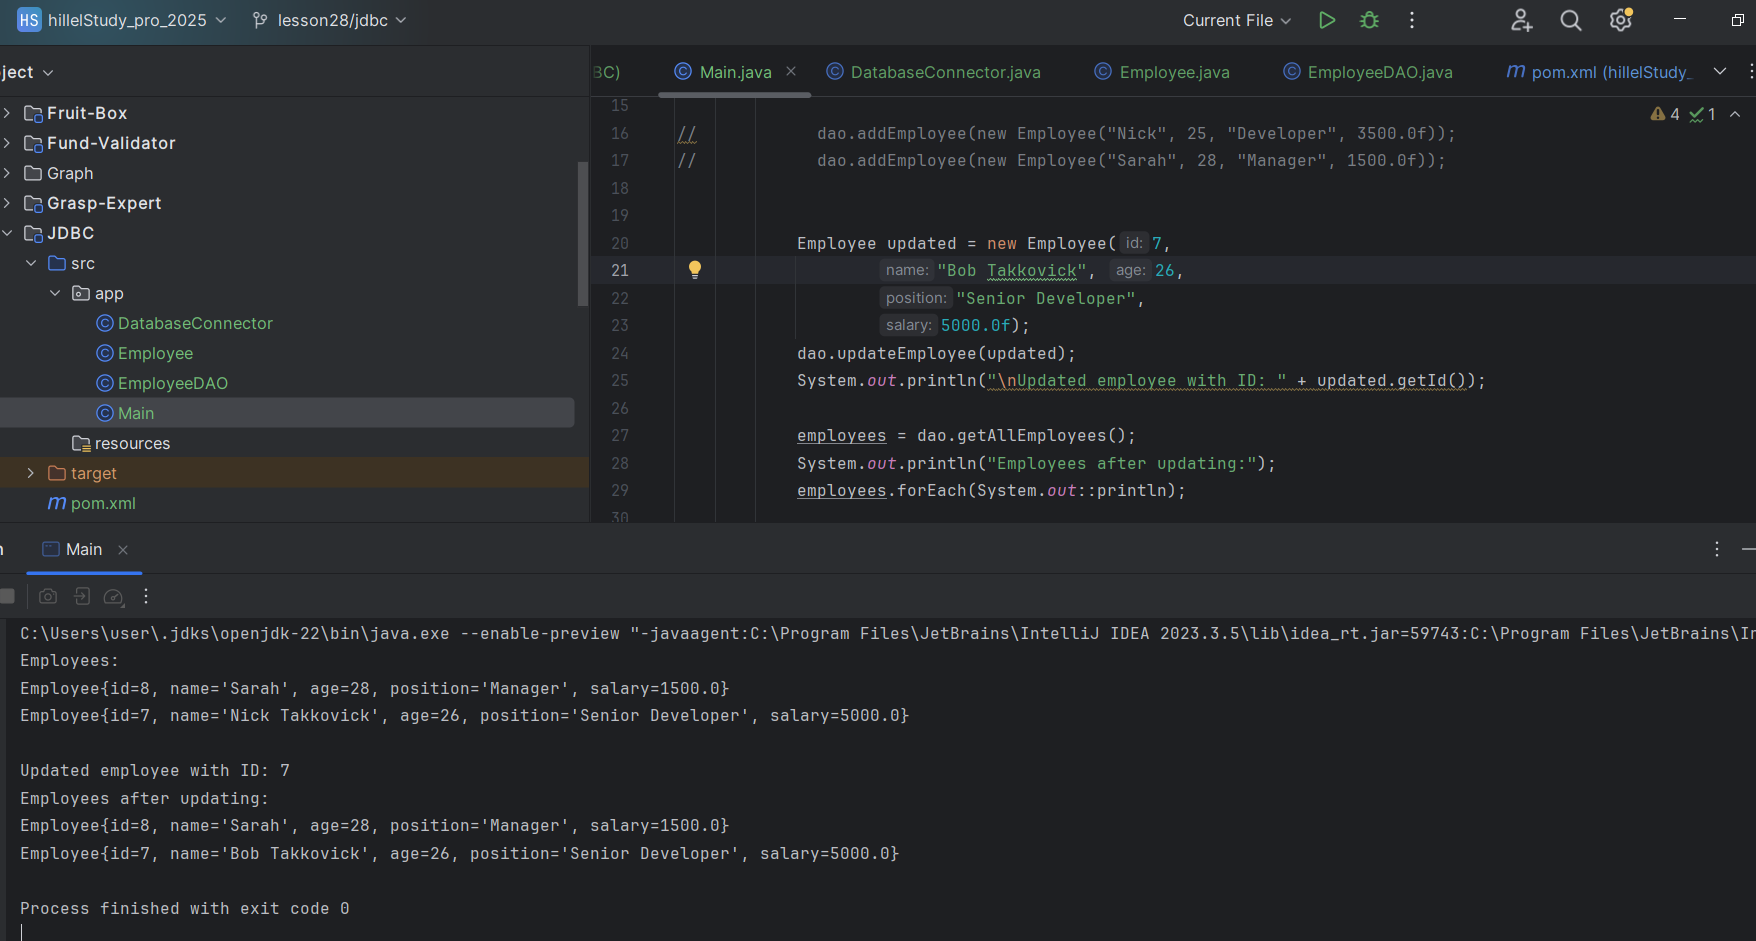 HS hillelStudy_pro_2025 lesson28/jdbc Current File
ject
BC) Main.java DatabaseConnector.java Employee.java EmployeeDAO.java m pom.xml (hillelStudy_
Fruit-Box
Fund-Validator
Graph
Grasp-Expert
JDBC
src
app
DatabaseConnector
Employee
EmployeeDAO
Main
resources
target
m pom.xml
4 1
15
16 // dao.addEmployee(new Employee("Nick", 25, "Developer", 3500.0f));
17 // dao.addEmployee(new Employee("Sarah", 28, "Manager", 1500.0f));
18
19
20 Employee updated = new Employee( id: 7,
21 name: "Bob Takkovick", age: 26,
22 position: "Senior Developer",
23 salary: 5000.0f);
24 dao.updateEmployee(updated);
25 System.out.println("\nUpdated employee with ID: " + updated.getId());
26
27 employees = dao.getAllEmployees();
28 System.out.println("Employees after updating:");
29 employees.forEach(System.out::println);
30
Main
C:\Users\user\.jdks\openjdk-22\bin\java.exe --enable-preview "-javaagent:C:\Program Files\JetBrains\IntelliJ IDEA 2023.3.5\lib\idea_rt.jar=59743:C:\Program Files\JetBrains\In
Employees:
Employee{id=8, name='Sarah', age=28, position='Manager', salary=1500.0}
Employee{id=7, name='Nick Takkovick', age=26, position='Senior Developer', salary=5000.0}
Updated employee with ID: 7
Employees after updating:
Employee{id=8, name='Sarah', age=28, position='Manager', salary=1500.0}
Employee{id=7, name='Bob Takkovick', age=26, position='Senior Developer', salary=5000.0}
Process finished with exit code 0